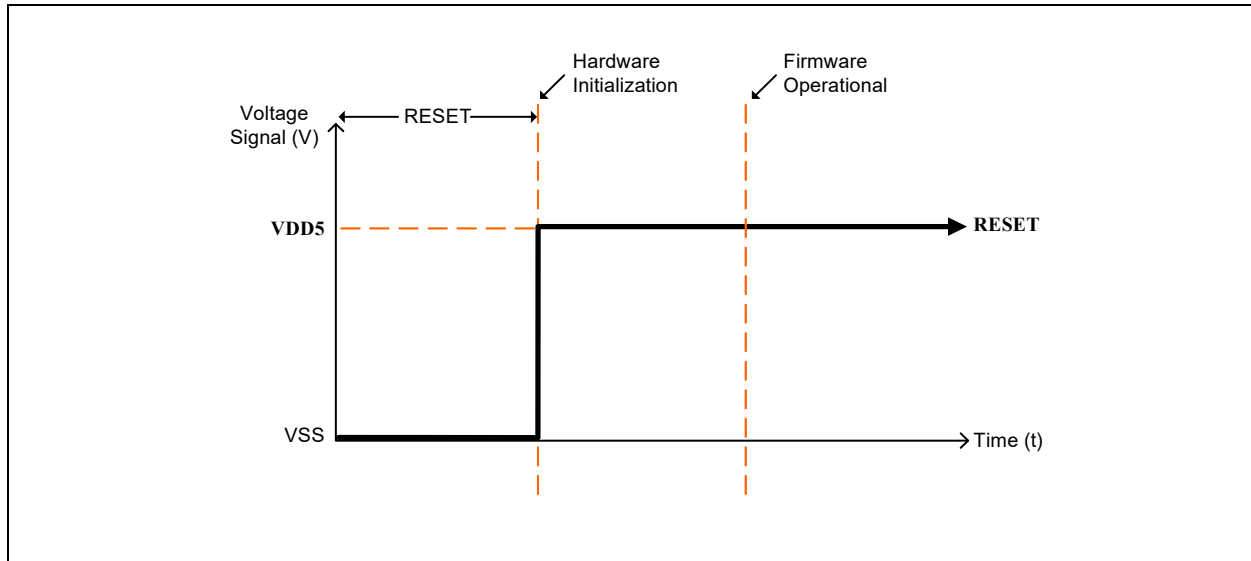 Hardware
Initialization
Firmware
Operational
Voltage
Signal (V)
RESET
VDD5
RESET
VSS
Time (t)